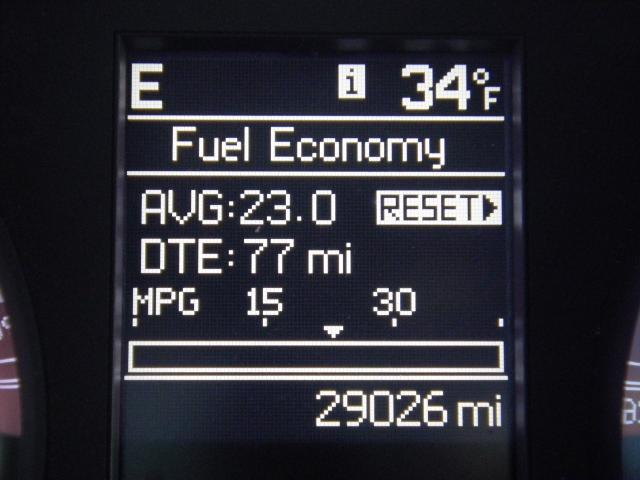 E i 34°F
Fuel Economy
AVG:23.0 RESET
DTE:77 mi
MPG 15 30
29026 mi